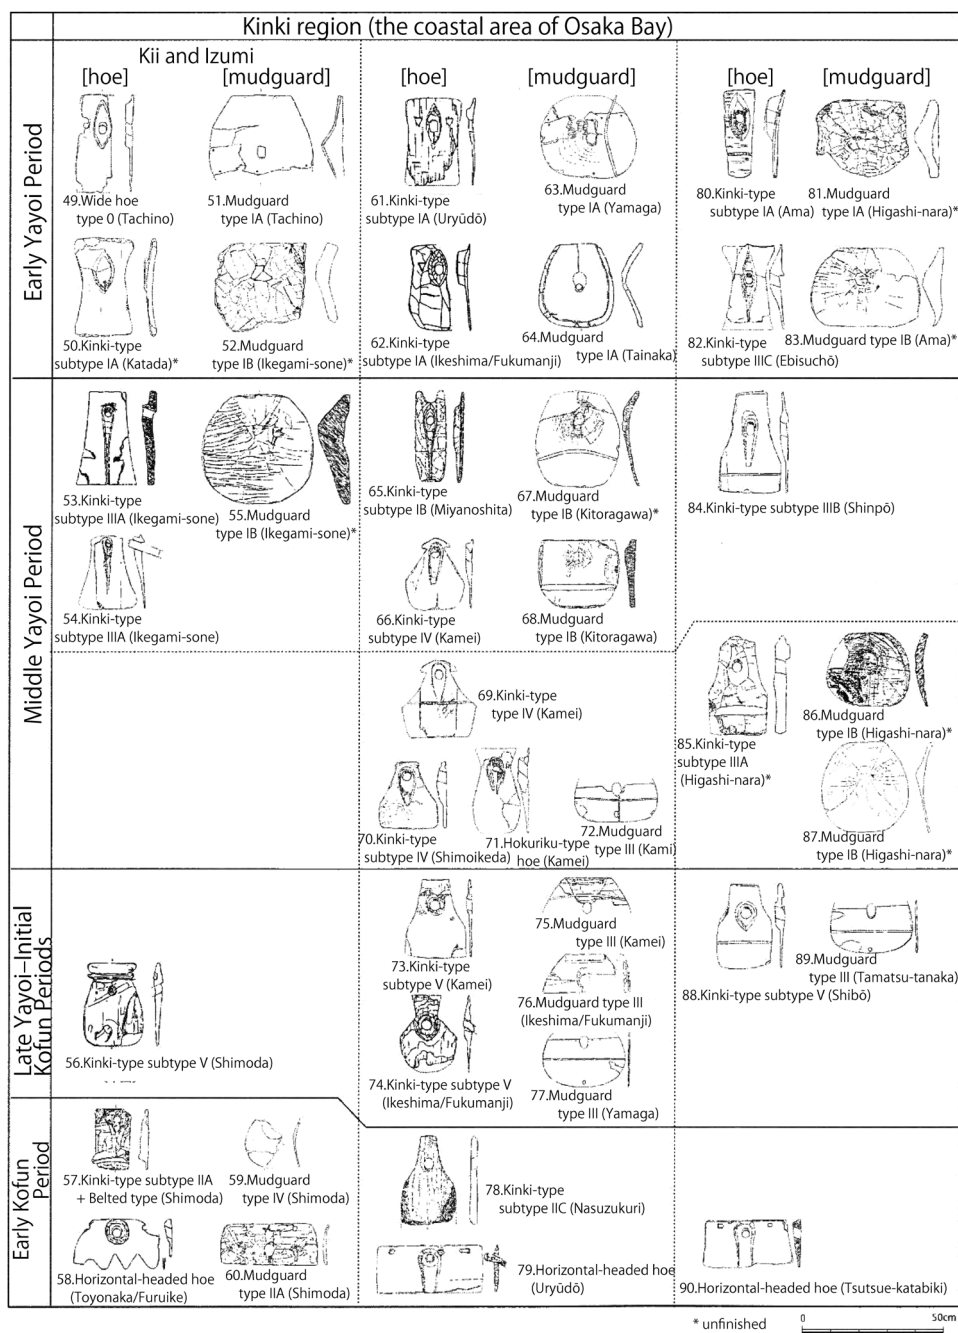 Kinki region (the coastal area of Osaka Bay)
Early Yayoi Period
Kii and Izumi
[hoe]
[mudguard]
[hoe]
[mudguard]
[hoe]
[mudguard]
49.Wide hoe
type 0 (Tachino)
51.Mudguard
type IA (Tachino)
61.Kinki-type
subtype IA (Uryūdō)
63.Mudguard
type IA (Yamaga)
80.Kinki-type
subtype IA (Ama)
81.Mudguard
type IA (Higashi-nara)*
50.Kinki-type
subtype IA (Katada)*
52.Mudguard
type IB (Ikegami-sone)*
62.Kinki-type
subtype IA (Ikeshima/Fukumanji)
64.Mudguard
type IA (Tainaka)
82.Kinki-type
subtype IIIC (Ebisuchō)
83.Mudguard type IB (Ama)*
Middle Yayoi Period
53.Kinki-type
subtype IIIA (Ikegami-sone)
55.Mudguard
type IB (Ikegami-sone)*
65.Kinki-type
subtype IB (Miyanoshita)
67.Mudguard
type IB (Kitoragawa)*
84.Kinki-type subtype IIIB (Shinpō)
54.Kinki-type
subtype IIIA (Ikegami-sone)
66.Kinki-type
subtype IV (Kamei)
68.Mudguard
type IB (Kitoragawa)
69.Kinki-type
type IV (Kamei)
85.Kinki-type
subtype IIIA
(Higashi-nara)*
86.Mudguard
type IB (Higashi-nara)*
70.Kinki-type
subtype IV (Shimoikeda)
71.Hokuriku-type
hoe (Kamei)
72.Mudguard
type III (Kami)
87.Mudguard
type IB (Higashi-nara)*
Late Yayoi–Initial
Kofun Periods
56.Kinki-type subtype V (Shimoda)
73.Kinki-type
subtype V (Kamei)
75.Mudguard
type III (Kamei)
76.Mudguard type III
(Ikeshima/Fukumanji)
74.Kinki-type subtype V
(Ikeshima/Fukumanji)
77.Mudguard
type III (Yamaga)
88.Kinki-type subtype V (Shibō)
89.Mudguard
type III (Tamatsu-tanaka)
Early Kofun
Period
57.Kinki-type subtype IIA
+ Belted type (Shimoda)
59.Mudguard
type IV (Shimoda)
58.Horizontal-headed hoe
(Toyonaka/Furuike)
60.Mudguard
type IIA (Shimoda)
78.Kinki-type
subtype IIC (Nasuzukuri)
79.Horizontal-headed hoe
(Uryūdō)
90.Horizontal-headed hoe (Tsutsue-katabiki)
* unfinished
0 50cm